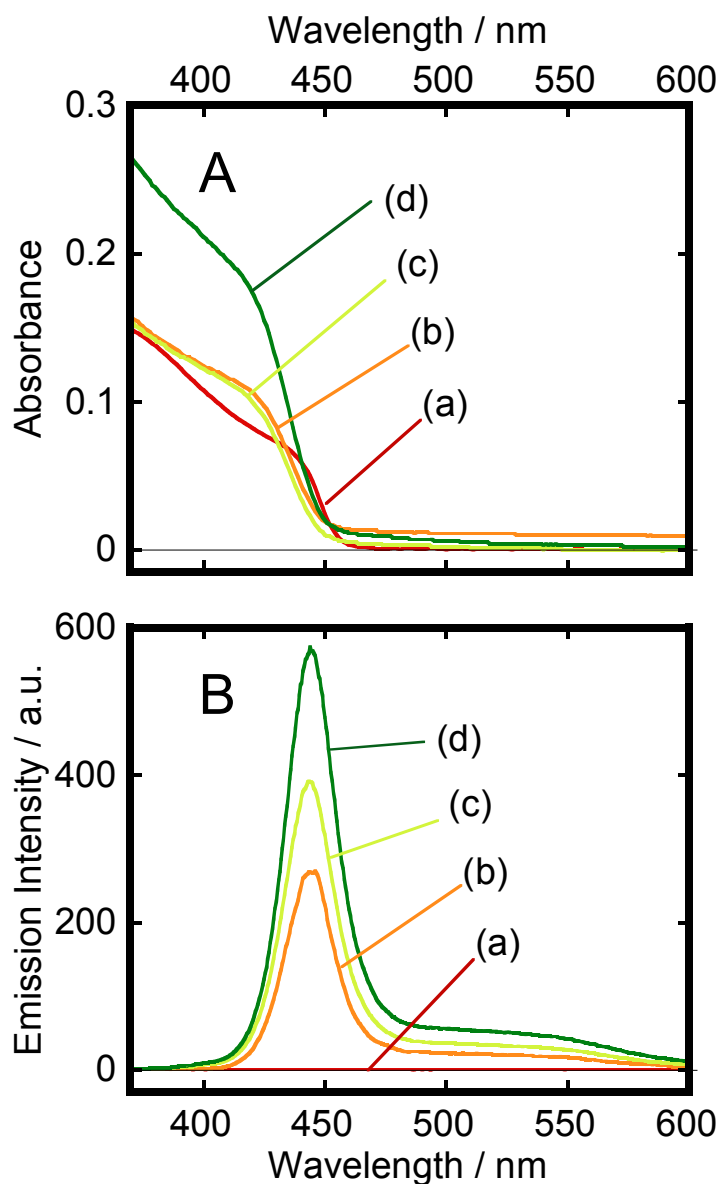 Wavelength / nm
400 450 500 550 600
0.3
A
(d)
0.2
(c)
(b)
0.1
(a)
0
Absorbance
600
B
(d)
400
(c)
(b)
200
(a)
0
Emission Intensity / a.u.
400 450 500 550 600
Wavelength / nm